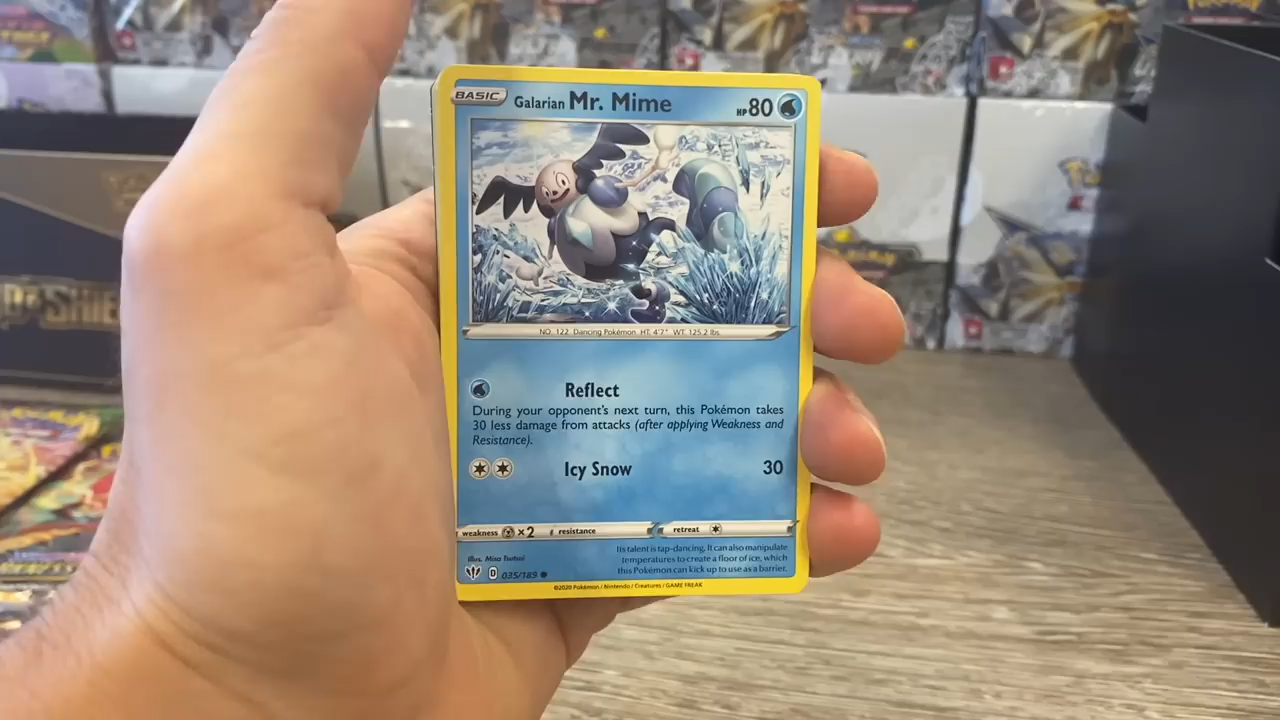 BASIC Galarian Mr. Mime HP 80
NO. 122 Dancing Pokémon HT. 4'7" WT. 125.2 lbs.
Reflect
During your opponent's next turn, this Pokémon takes
30 less damage from attacks (after applying Weakness and
Resistance).
Icy Snow 30
weakness ×2 resistance retreat
Illus. Misa Tsutsui
Its talent is tap-dancing. It can also manipulate
temperatures to create a floor of ice, which
this Pokémon can kick up to use as a barrier.
D 035/189
©2020 Pokémon / Nintendo / Creatures / GAME FREAK